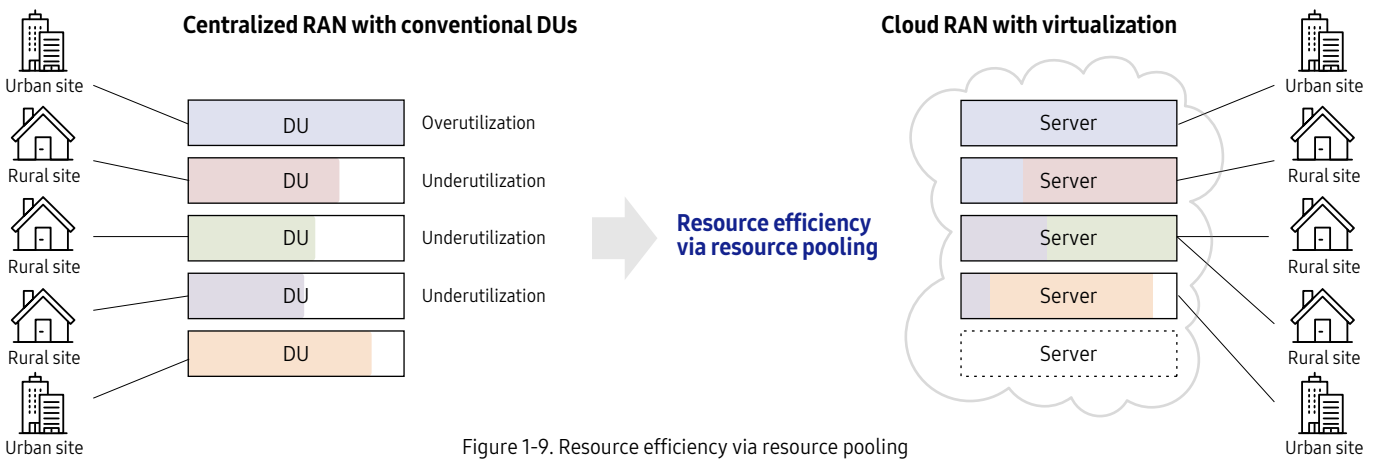 Centralized RAN with conventional DUs
Urban site
Rural site
Rural site
Rural site
Urban site
DU
Overutilization
DU
Underutilization
DU
Underutilization
DU
Underutilization
DU
Resource efficiency
via resource pooling
Cloud RAN with virtualization
Server
Server
Server
Server
Server
Urban site
Rural site
Rural site
Rural site
Urban site
Figure 1-9. Resource efficiency via resource pooling